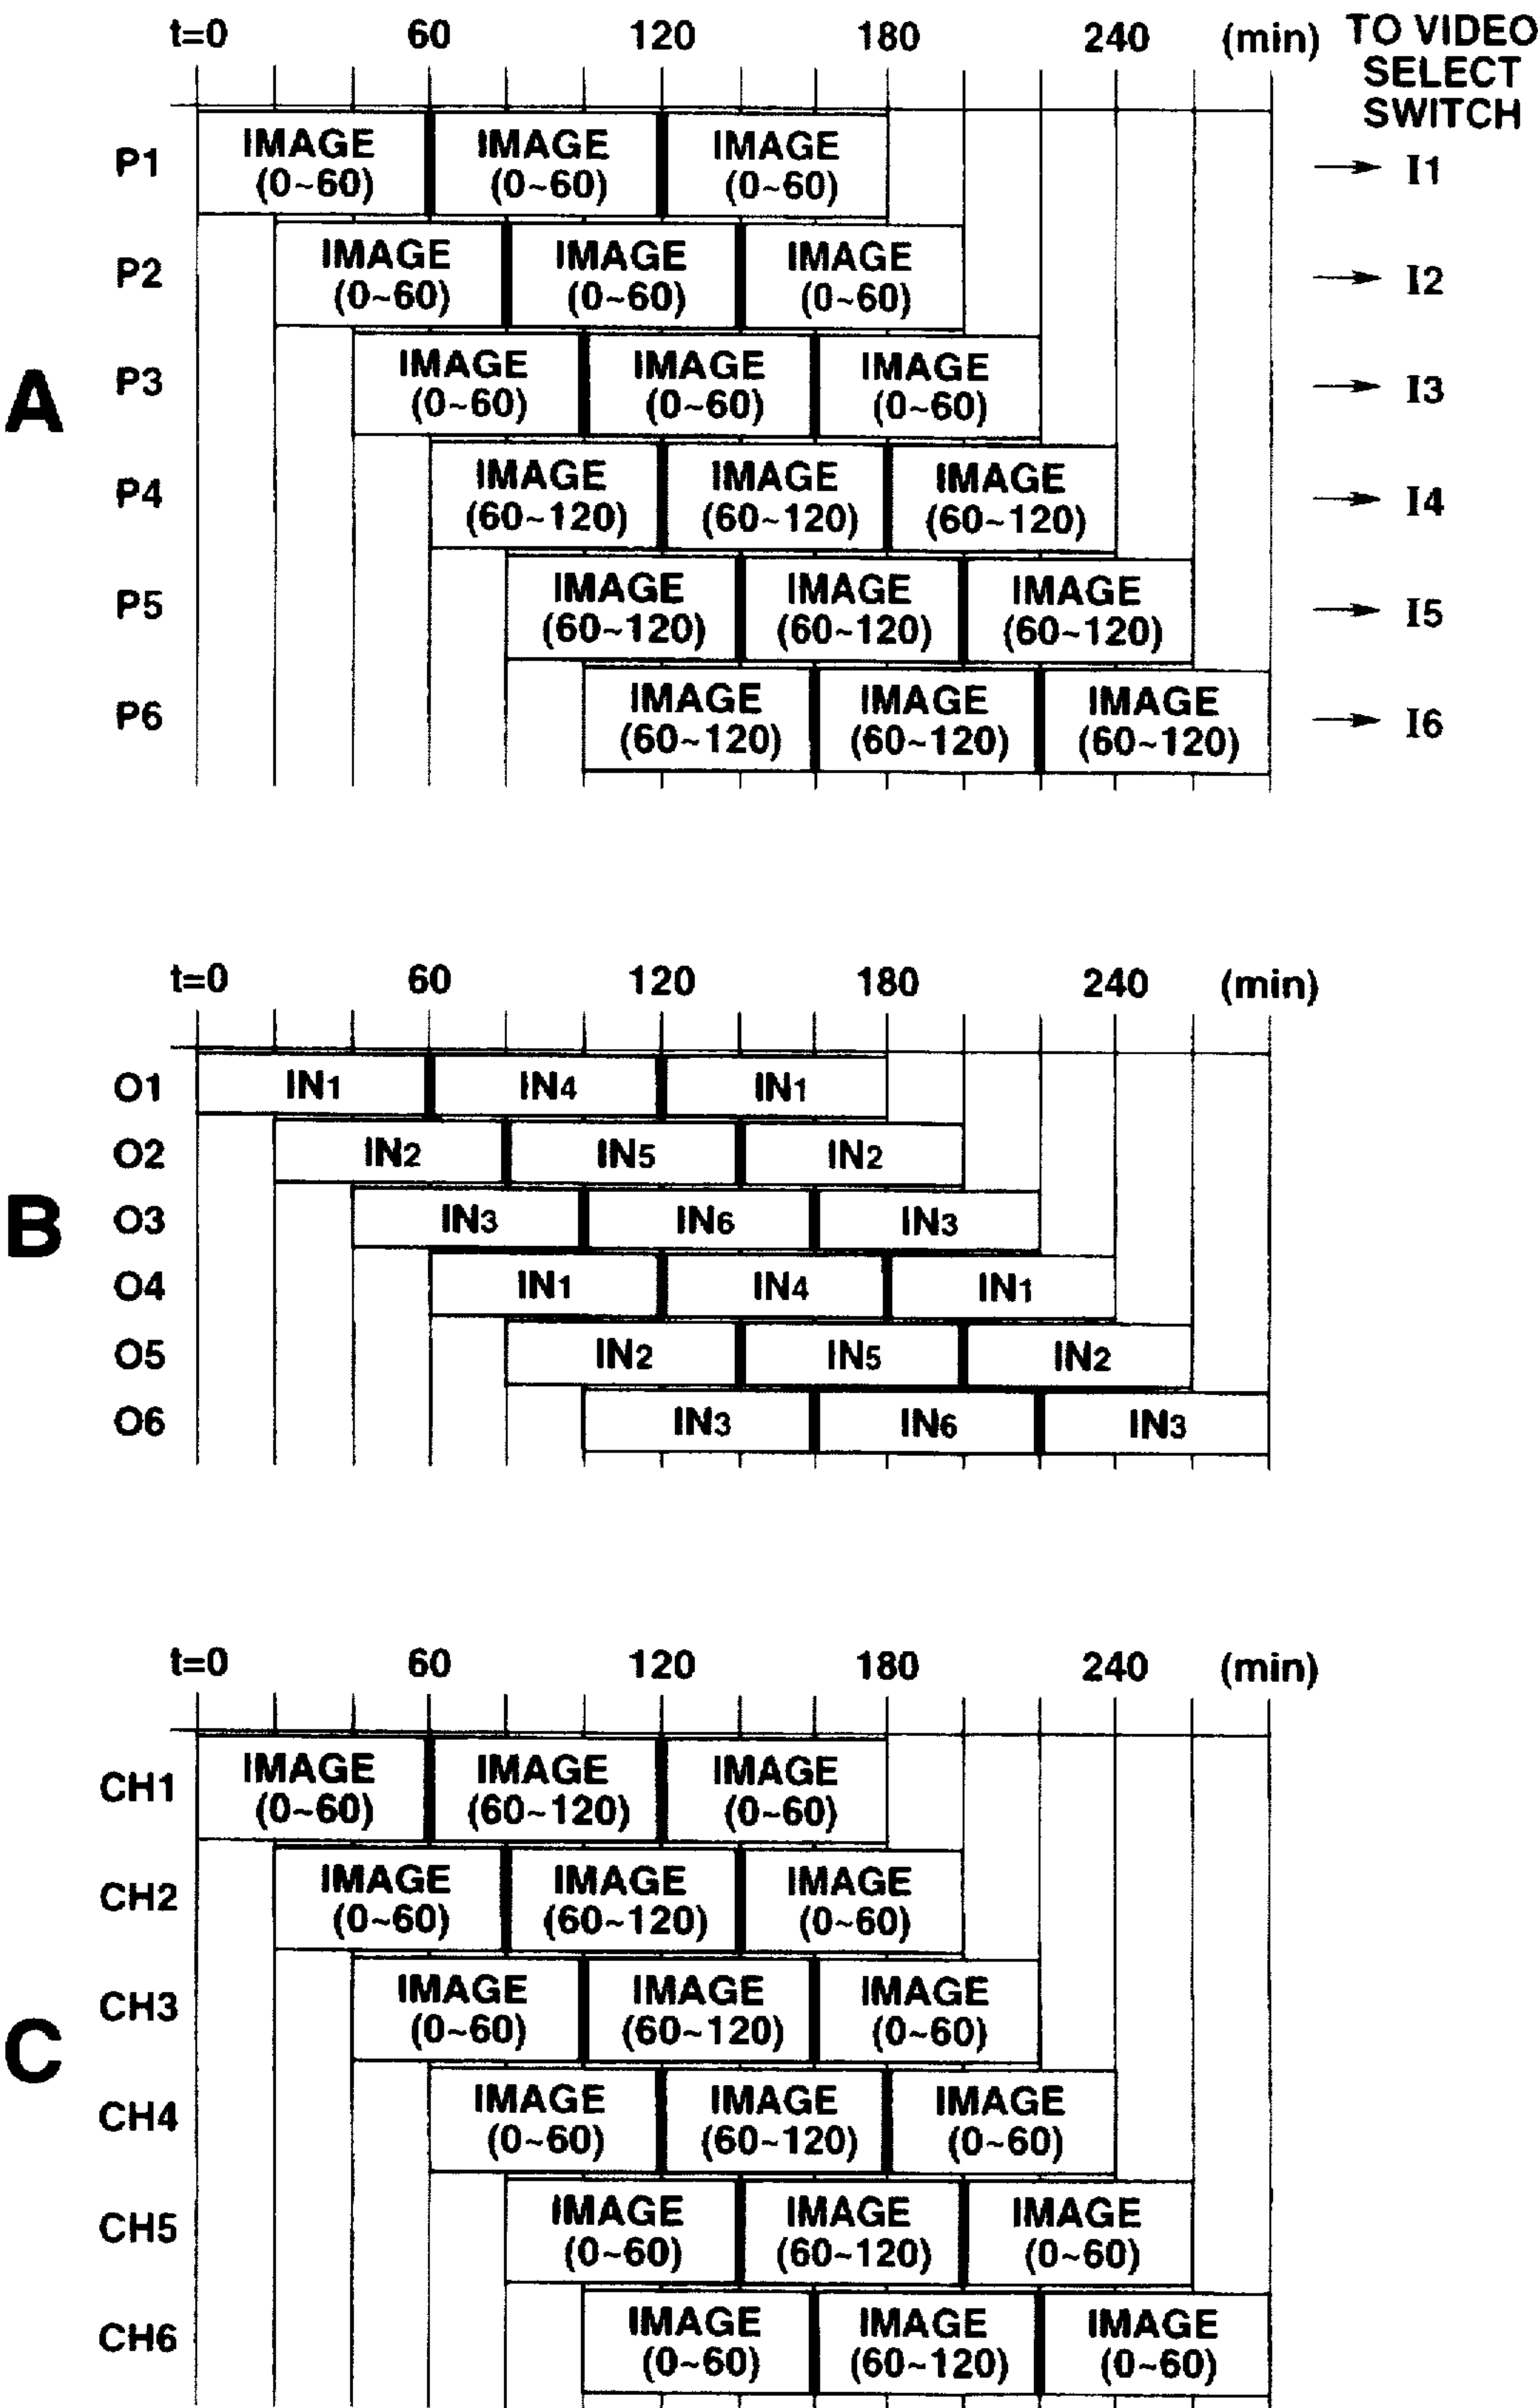 t=0 60 120 180 240 (min) TO VIDEO
SELECT
SWITCH
A
P1 IMAGE IMAGE IMAGE → I1
(0~60) (0~60) (0~60)
P2 IMAGE IMAGE IMAGE → I2
(0~60) (0~60) (0~60)
P3 IMAGE IMAGE IMAGE → I3
(0~60) (0~60) (0~60)
P4 IMAGE IMAGE IMAGE → I4
(60~120) (60~120) (60~120)
P5 IMAGE IMAGE IMAGE → I5
(60~120) (60~120) (60~120)
P6 IMAGE IMAGE IMAGE → I6
(60~120) (60~120) (60~120)
t=0 60 120 180 240 (min)
B
O1 IN1 IN4 IN1
O2 IN2 IN5 IN2
O3 IN3 IN6 IN3
O4 IN1 IN4 IN1
O5 IN2 IN5 IN2
O6 IN3 IN6 IN3
t=0 60 120 180 240 (min)
C
CH1 IMAGE IMAGE IMAGE
(0~60) (60~120) (0~60)
CH2 IMAGE IMAGE IMAGE
(0~60) (60~120) (0~60)
CH3 IMAGE IMAGE IMAGE
(0~60) (60~120) (0~60)
CH4 IMAGE IMAGE IMAGE
(0~60) (60~120) (0~60)
CH5 IMAGE IMAGE IMAGE
(0~60) (60~120) (0~60)
CH6 IMAGE IMAGE IMAGE
(0~60) (60~120) (0~60)